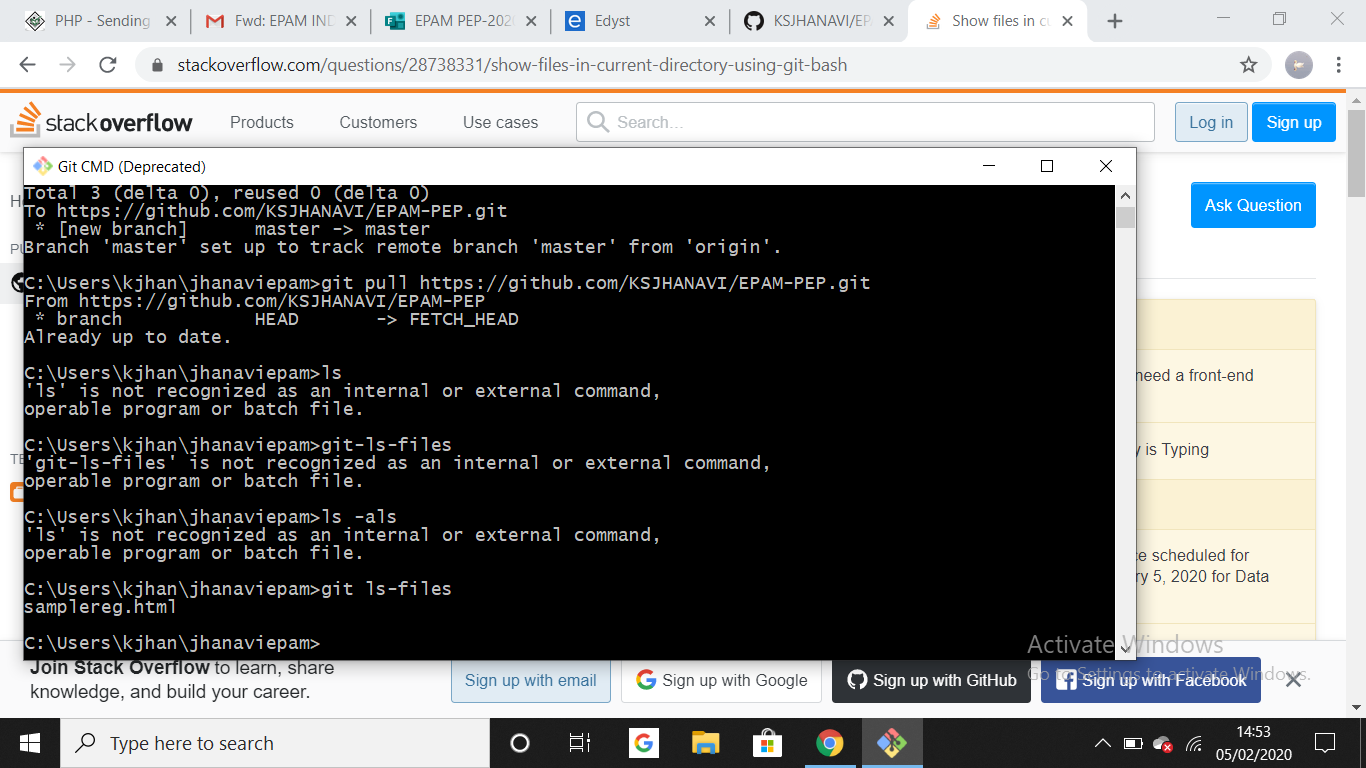 PHP - Sending
Fwd: EPAM IND
EPAM PEP-202
Edyst
KSJHANAVI/EP
Show files in cu
stackoverflow.com/questions/28738331/show-files-in-current-directory-using-git-bash
stackoverflow
Products
Customers
Use cases
Search...
Log in
Sign up
Git CMD (Deprecated)
Total 3 (delta 0), reused 0 (delta 0)
To https://github.com/KSJHANAVI/EPAM-PEP.git
* [new branch] master -> master
Branch 'master' set up to track remote branch 'master' from 'origin'.
C:\Users\kjhan\jhanaviepam>git pull https://github.com/KSJHANAVI/EPAM-PEP.git
From https://github.com/KSJHANAVI/EPAM-PEP
* branch HEAD -> FETCH_HEAD
Already up to date.
C:\Users\kjhan\jhanaviepam>ls
'ls' is not recognized as an internal or external command,
operable program or batch file.
C:\Users\kjhan\jhanaviepam>git-ls-files
'git-ls-files' is not recognized as an internal or external command,
operable program or batch file.
C:\Users\kjhan\jhanaviepam>ls -als
'ls' is not recognized as an internal or external command,
operable program or batch file.
C:\Users\kjhan\jhanaviepam>git ls-files
samplereg.html
C:\Users\kjhan\jhanaviepam>
Ask Question
need a front-end
y is Typing
ce scheduled for
ry 5, 2020 for Data
Activate Windows
Go to Settings to activate Windows.
Join Stack Overflow to learn, share
knowledge, and build your career.
Sign up with email
Sign up with Google
Sign up with GitHub
Sign up with Facebook
Type here to search
14:53
05/02/2020